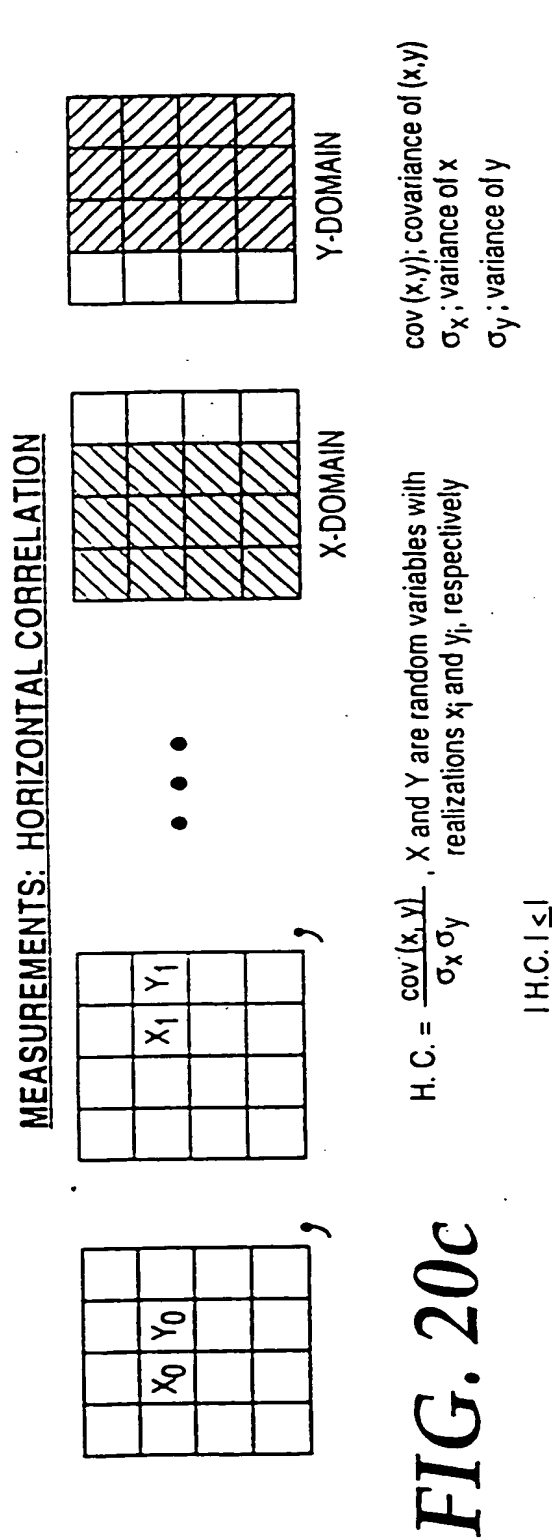 MEASUREMENTS: HORIZONTAL CORRELATION
X0 Y0
,
X1 Y1
,
• • •
X-DOMAIN
Y-DOMAIN
H. C. = cov (x, y) / σx σy , X and Y are random variables with
realizations xi and yi, respectively
| H.C. | ≤ |
cov (x,y); covariance of (x,y)
σx ; variance of x
σy ; variance of y
FIG. 20c